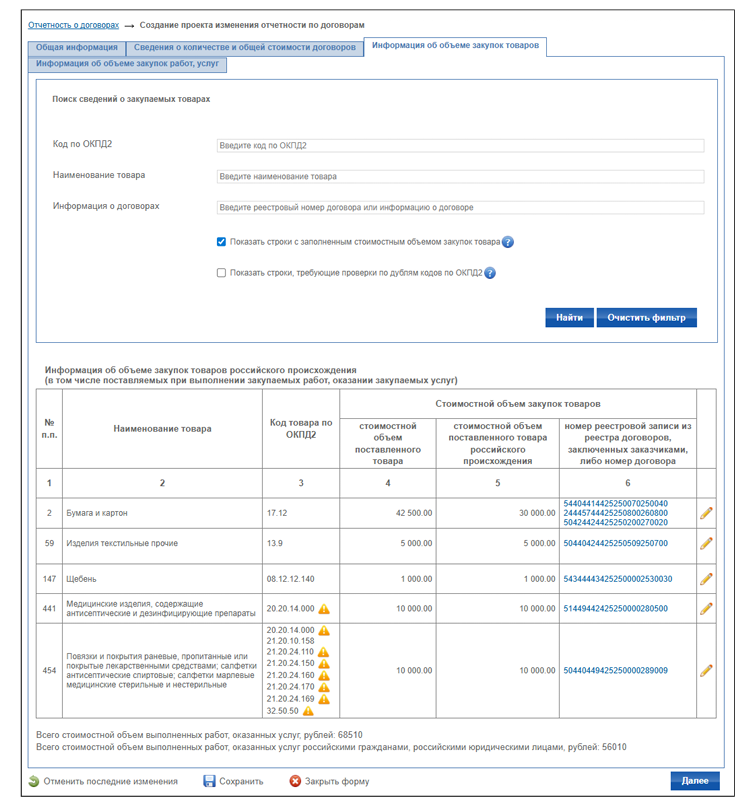 Отчетность о договорах → Создание проекта изменения отчетности по договорам
Общая информация Сведения о количестве и общей стоимости договоров Информация об объеме закупок товаров
Информация об объеме закупок работ, услуг
Поиск сведений о закупаемых товарах
Код по ОКПД2 Введите код по ОКПД2
Наименование товара Введите наименование товара
Информация о договорах Введите реестровый номер договора или информацию о договоре
Показать строки с заполненным стоимостным объемом закупок товара ?
Показать строки, требующие проверки по дублям кодов по ОКПД2 ?
Найти Очистить фильтр
Информация об объеме закупок товаров российского происхождения
(в том числе поставляемых при выполнении закупаемых работ, оказании закупаемых услуг)
№
п.п.
Наименование товара
Код товара по
ОКПД2
Стоимостной объем закупок товаров
стоимостной
объем
поставленного
товара
стоимостной объем
поставленного товара
российского
происхождения
номер реестровой записи из
реестра договоров,
заключенных заказчиками,
либо номер договора
1 2 3 4 5 6
2 Бумага и картон 17.12 42 500.00 30 000.00
54404414425250070250040
24445744425250800260800
50424424425250200270020
59 Изделия текстильные прочие 13.9 5 000.00 5 000.00 50440424425250509250700
147 Щебень 08.12.12.140 1 000.00 1 000.00 54344443425250002530030
441
Медицинские изделия, содержащие
антисептические и дезинфицирующие препараты
20.20.14.000 10 000.00 10 000.00 51449442425250000280500
454
Повязки и покрытия раневые, пропитанные или
покрытые лекарственными средствами; салфетки
антисептические спиртовые; салфетки марлевые
медицинские стерильные и нестерильные
20.20.14.000
21.20.10.158
21.20.24.110
21.20.24.150
21.20.24.160
21.20.24.170
21.20.24.169
32.50.50
10 000.00 10 000.00 50440449425250000289009
Всего стоимостной объем выполненных работ, оказанных услуг, рублей: 68510
Всего стоимостной объем выполненных работ, оказанных услуг российскими гражданами, российскими юридическими лицами, рублей: 56010
Отменить последние изменения Сохранить Закрыть форму Далее